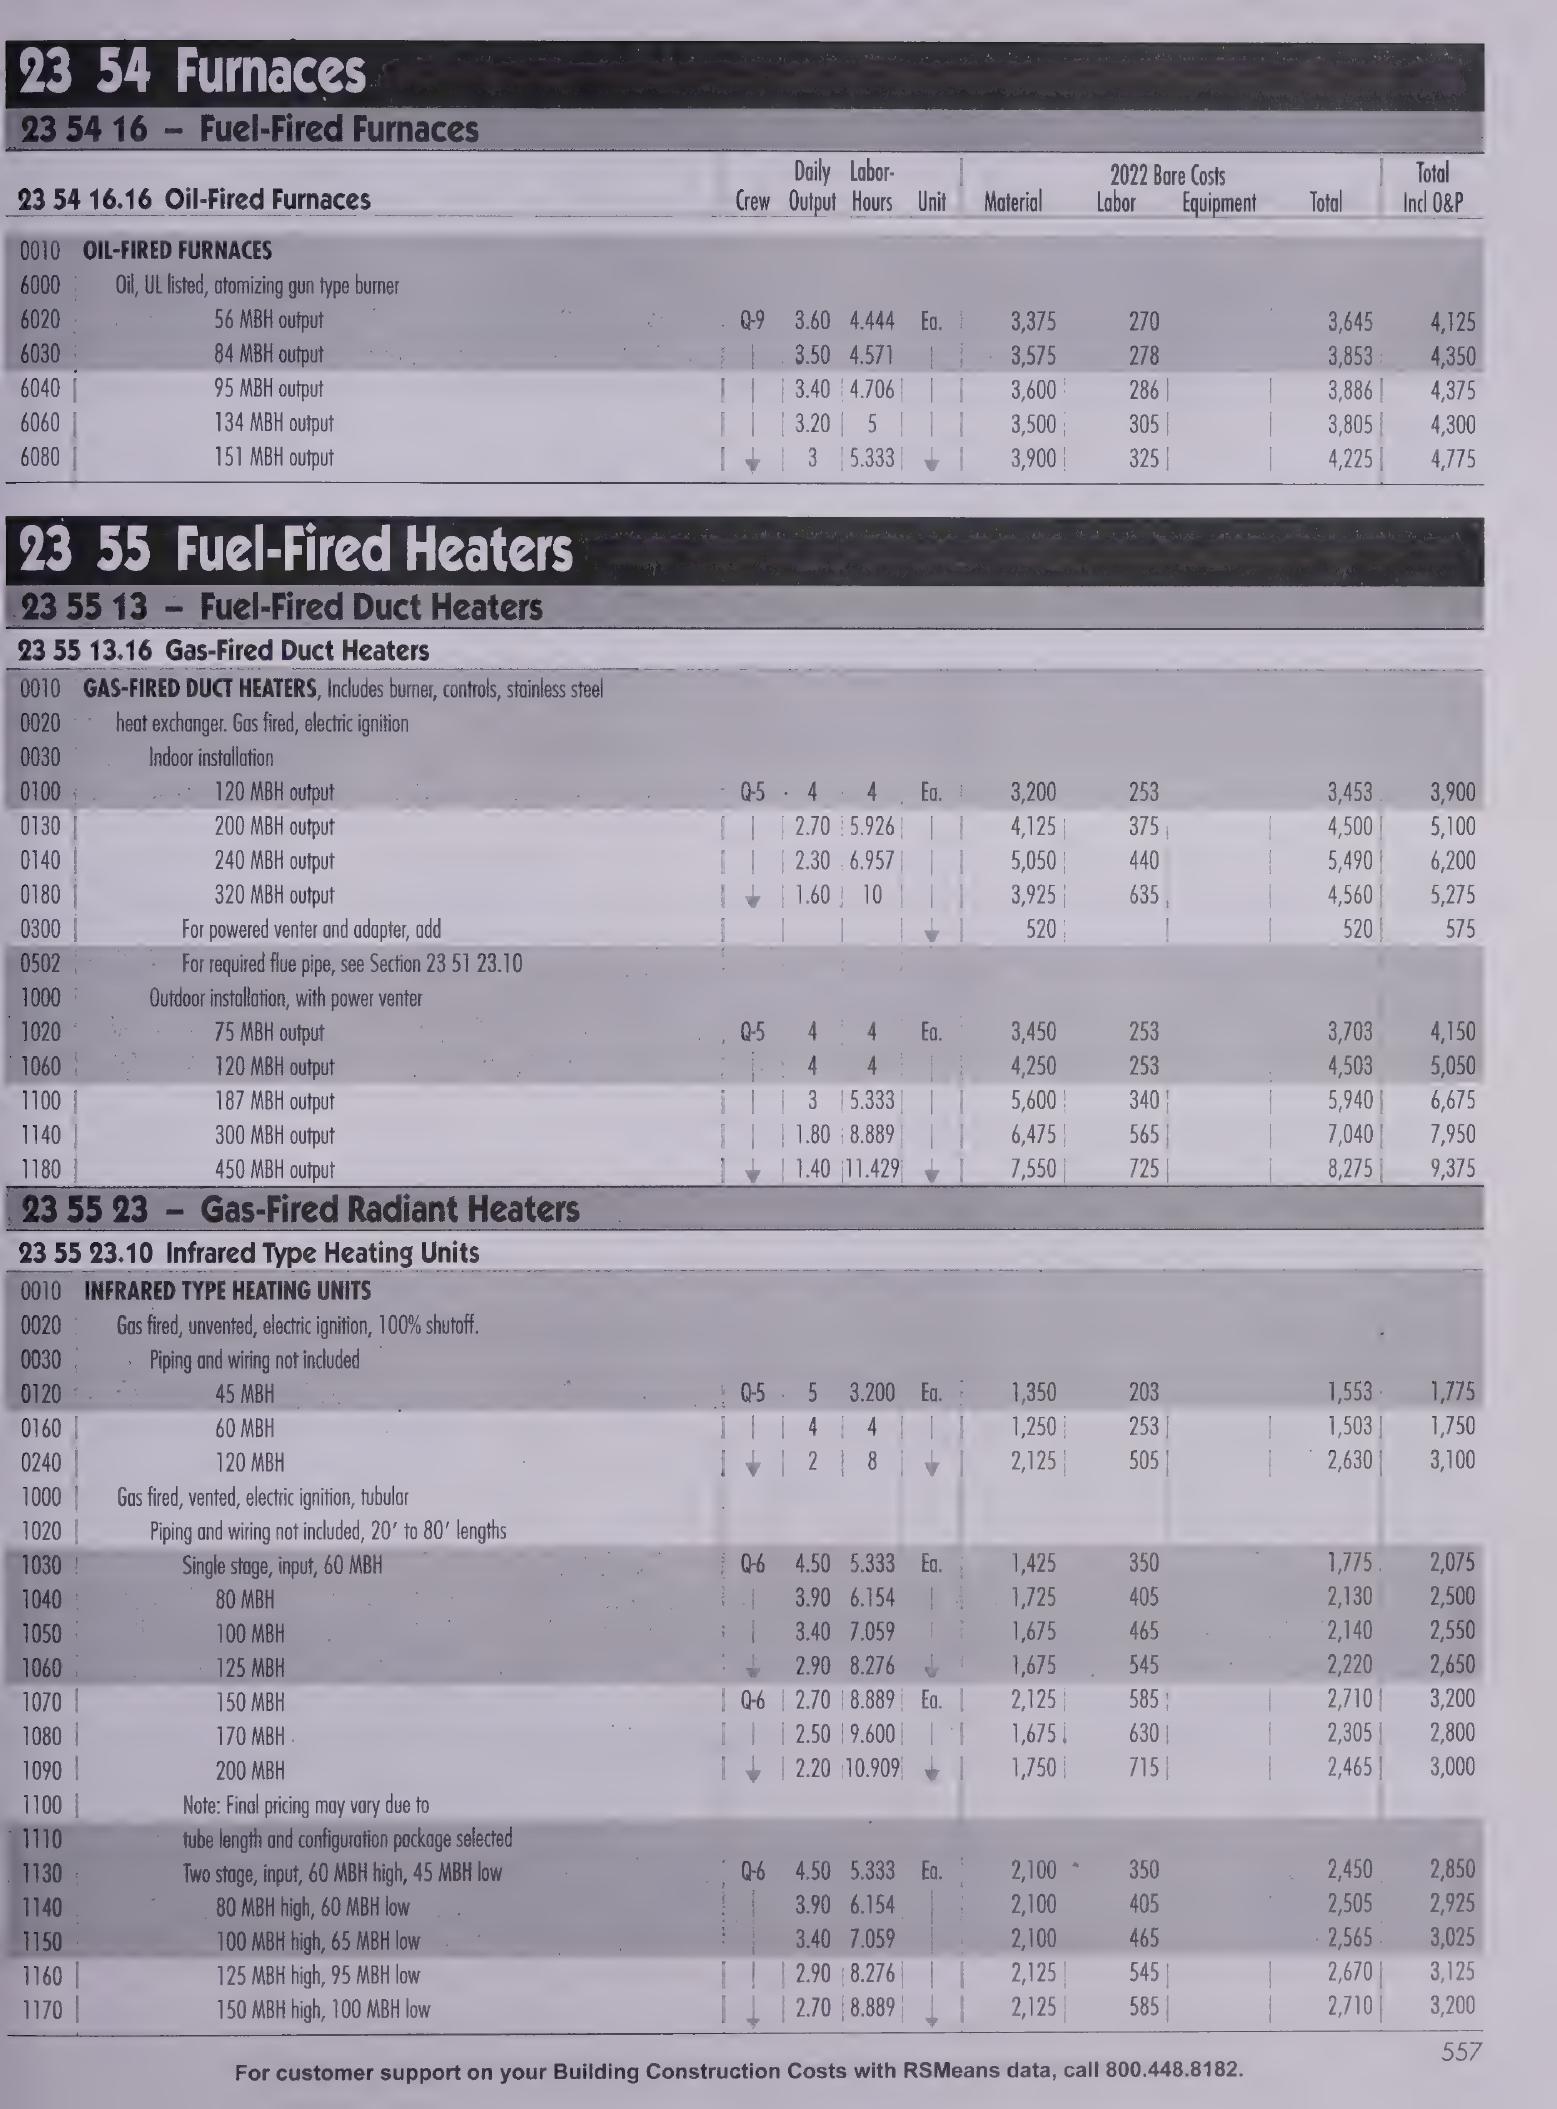 23 54 Furnaces
23 54 16 – Fuel-Fired Furnaces
Daily Labor- 2022 Bare Costs Total
23 54 16.16 Oil-Fired Furnaces Crew Output Hours Unit Material Labor Equipment Total Incl O&P
0010 OIL-FIRED FURNACES
6000 Oil, UL listed, atomizing gun type burner
6020 56 MBH output Q-9 3.60 4.444 Ea. 3,375 270 3,645 4,125
6030 84 MBH output 3.50 4.571 3,575 278 3,853 4,350
6040 95 MBH output 3.40 4.706 3,600 286 3,886 4,375
6060 134 MBH output 3.20 5 3,500 305 3,805 4,300
6080 151 MBH output 3 5.333 3,900 325 4,225 4,775
23 55 Fuel-Fired Heaters
23 55 13 – Fuel-Fired Duct Heaters
23 55 13.16 Gas-Fired Duct Heaters
0010 GAS-FIRED DUCT HEATERS, Includes burner, controls, stainless steel
0020 heat exchanger. Gas fired, electric ignition
0030 Indoor installation
0100 120 MBH output Q-5 4 4 Ea. 3,200 253 3,453 3,900
0130 200 MBH output 2.70 5.926 4,125 375 4,500 5,100
0140 240 MBH output 2.30 6.957 5,050 440 5,490 6,200
0180 320 MBH output 1.60 10 3,925 635 4,560 5,275
0300 For powered venter and adapter, add 520 520 575
0502 For required flue pipe, see Section 23 51 23.10
1000 Outdoor installation, with power venter
1020 75 MBH output Q-5 4 4 Ea. 3,450 253 3,703 4,150
1060 120 MBH output 4 4 4,250 253 4,503 5,050
1100 187 MBH output 3 5.333 5,600 340 5,940 6,675
1140 300 MBH output 1.80 8.889 6,475 565 7,040 7,950
1180 450 MBH output 1.40 11.429 7,550 725 8,275 9,375
23 55 23 – Gas-Fired Radiant Heaters
23 55 23.10 Infrared Type Heating Units
0010 INFRARED TYPE HEATING UNITS
0020 Gas fired, unvented, electric ignition, 100% shutoff.
0030 Piping and wiring not included
0120 45 MBH Q-5 5 3.200 Ea. 1,350 203 1,553 1,775
0160 60 MBH 4 4 1,250 253 1,503 1,750
0240 120 MBH 2 8 2,125 505 2,630 3,100
1000 Gas fired, vented, electric ignition, tubular
1020 Piping and wiring not included, 20′ to 80′ lengths
1030 Single stage, input, 60 MBH Q-6 4.50 5.333 Ea. 1,425 350 1,775 2,075
1040 80 MBH 3.90 6.154 1,725 405 2,130 2,500
1050 100 MBH 3.40 7.059 1,675 465 2,140 2,550
1060 125 MBH 2.90 8.276 1,675 545 2,220 2,650
1070 150 MBH Q-6 2.70 8.889 Ea. 2,125 585 2,710 3,200
1080 170 MBH 2.50 9.600 1,675 630 2,305 2,800
1090 200 MBH 2.20 10.909 1,750 715 2,465 3,000
1100 Note: Final pricing may vary due to
1110 tube length and configuration package selected
1130 Two stage, input, 60 MBH high, 45 MBH low Q-6 4.50 5.333 Ea. 2,100 350 2,450 2,850
1140 80 MBH high, 60 MBH low 3.90 6.154 2,100 405 2,505 2,925
1150 100 MBH high, 65 MBH low 3.40 7.059 2,100 465 2,565 3,025
1160 125 MBH high, 95 MBH low 2.90 8.276 2,125 545 2,670 3,125
1170 150 MBH high, 100 MBH low 2.70 8.889 2,125 585 2,710 3,200
557
For customer support on your Building Construction Costs with RSMeans data, call 800.448.8182.